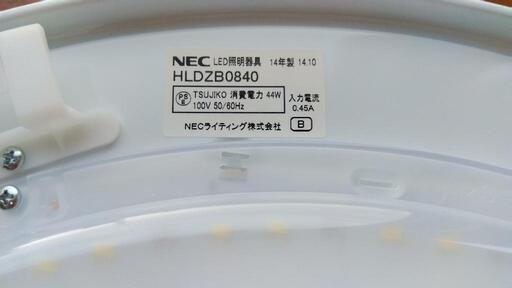 NEC LED照明器具 14年製 14.10
HLDZB0840
PS E TSUJIKO 消費電力 44W 入力電流
100V 50/60Hz 0.45A
NECライティング株式会社 B